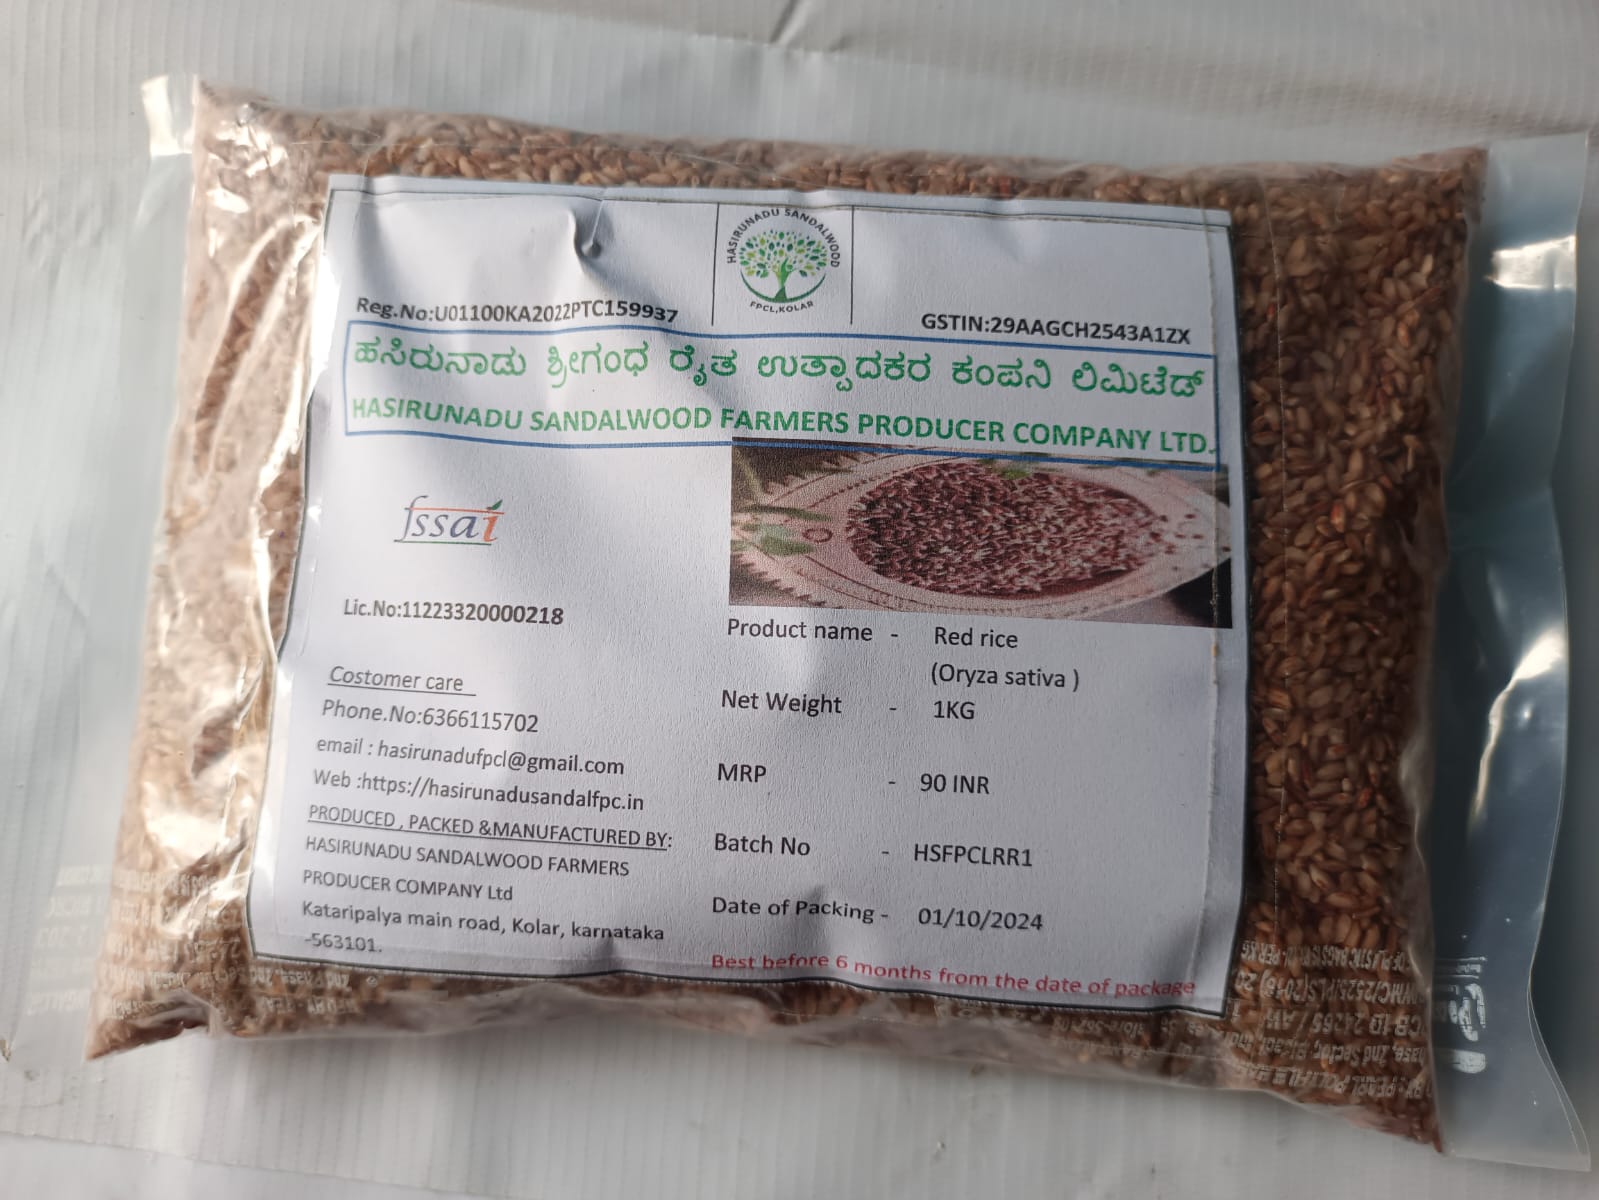 HASIRUNADU SANDALWOOD
FPCL,KOLAR
Reg.No:U01100KA2022PTC159937
GSTIN:29AAGCH2543A1ZX
ಹಸಿರುನಾಡು ಶ್ರೀಗಂಧ ರೈತ ಉತ್ಪಾದಕರ ಕಂಪನಿ ಲಿಮಿಟೆಡ್
HASIRUNADU SANDALWOOD FARMERS PRODUCER COMPANY LTD.
fssai
Lic.No:11223320000218
Costomer care
Phone.No:6366115702
email : hasirunadufpcl@gmail.com
Web :https://hasirunadusandalfpc.in
PRODUCED , PACKED &MANUFACTURED BY:
HASIRUNADU SANDALWOOD FARMERS
PRODUCER COMPANY Ltd
Kataripalya main road, Kolar, karnataka
-563101.
Product name - Red rice
(Oryza sativa )
Net Weight - 1KG
MRP - 90 INR
Batch No - HSFPCLRR1
Date of Packing - 01/10/2024
Best before 6 months from the date of package